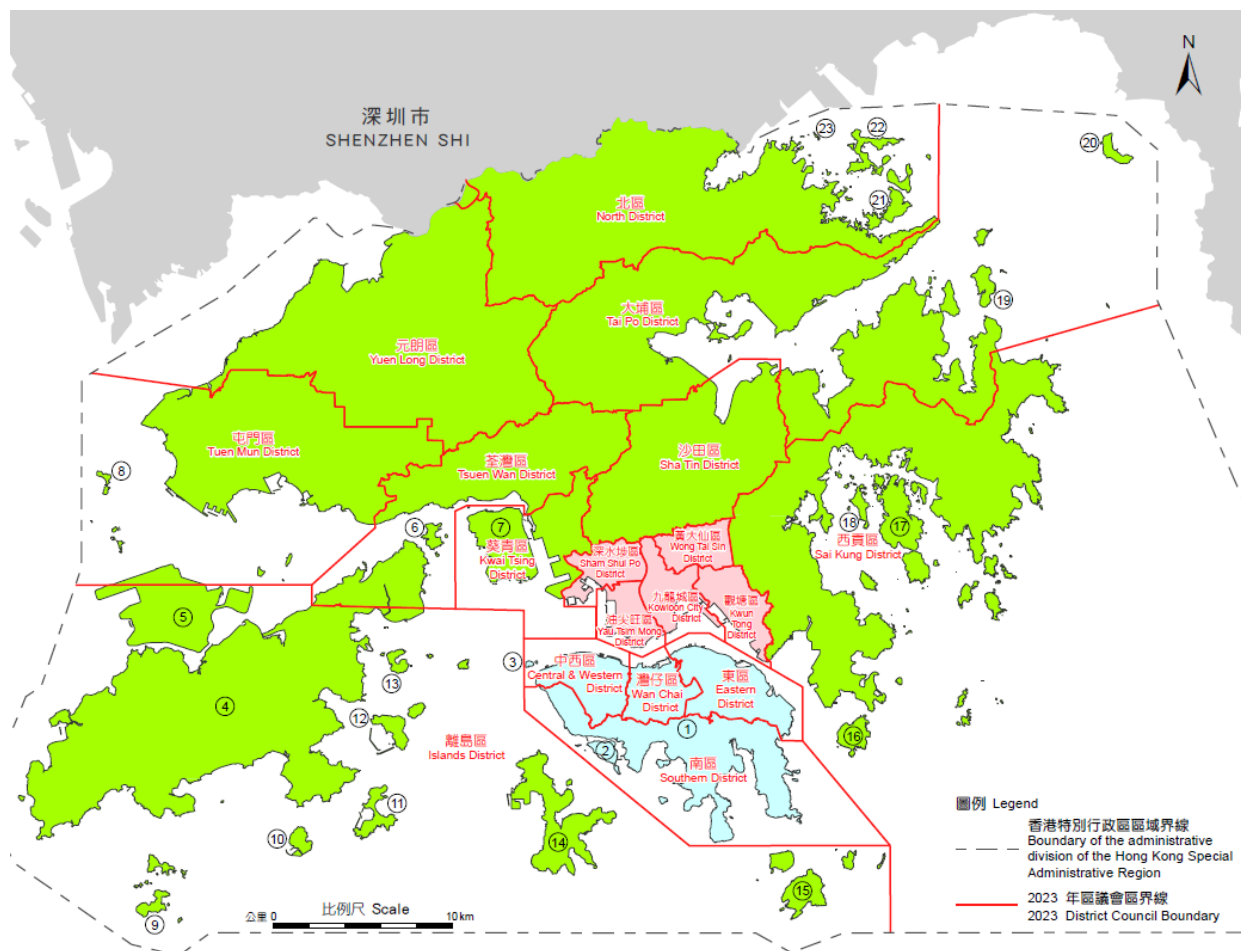 N
深圳市
SHENZHEN SHI
23
22
20
21
北區
North District
19
大埔區
Tai Po District
元朗區
Yuen Long District
屯門區
Tuen Mun District
沙田區
Sha Tin District
荃灣區
Tsuen Wan District
8
6
7
18
17
葵青區
Kwai Tsing
District
黃大仙區
Wong Tai Sin
District
西貢區
Sai Kung District
深水埗區
Sham Shui Po
District
九龍城區
Kowloon City
District
觀塘區
Kwun
Tong
District
油尖旺區
Yau Tsim Mong
District
5
3
中西區
Central & Western
District
灣仔區
Wan Chai
District
東區
Eastern
District
13
4
12
1
16
離島區
Islands District
2
南區
Southern District
11
10
14
15
9
圖例 Legend
香港特別行政區區域界線
Boundary of the administrative
division of the Hong Kong Special
Administrative Region
2023 年區議會區界線
2023 District Council Boundary
比例尺 Scale
公里 0 10km